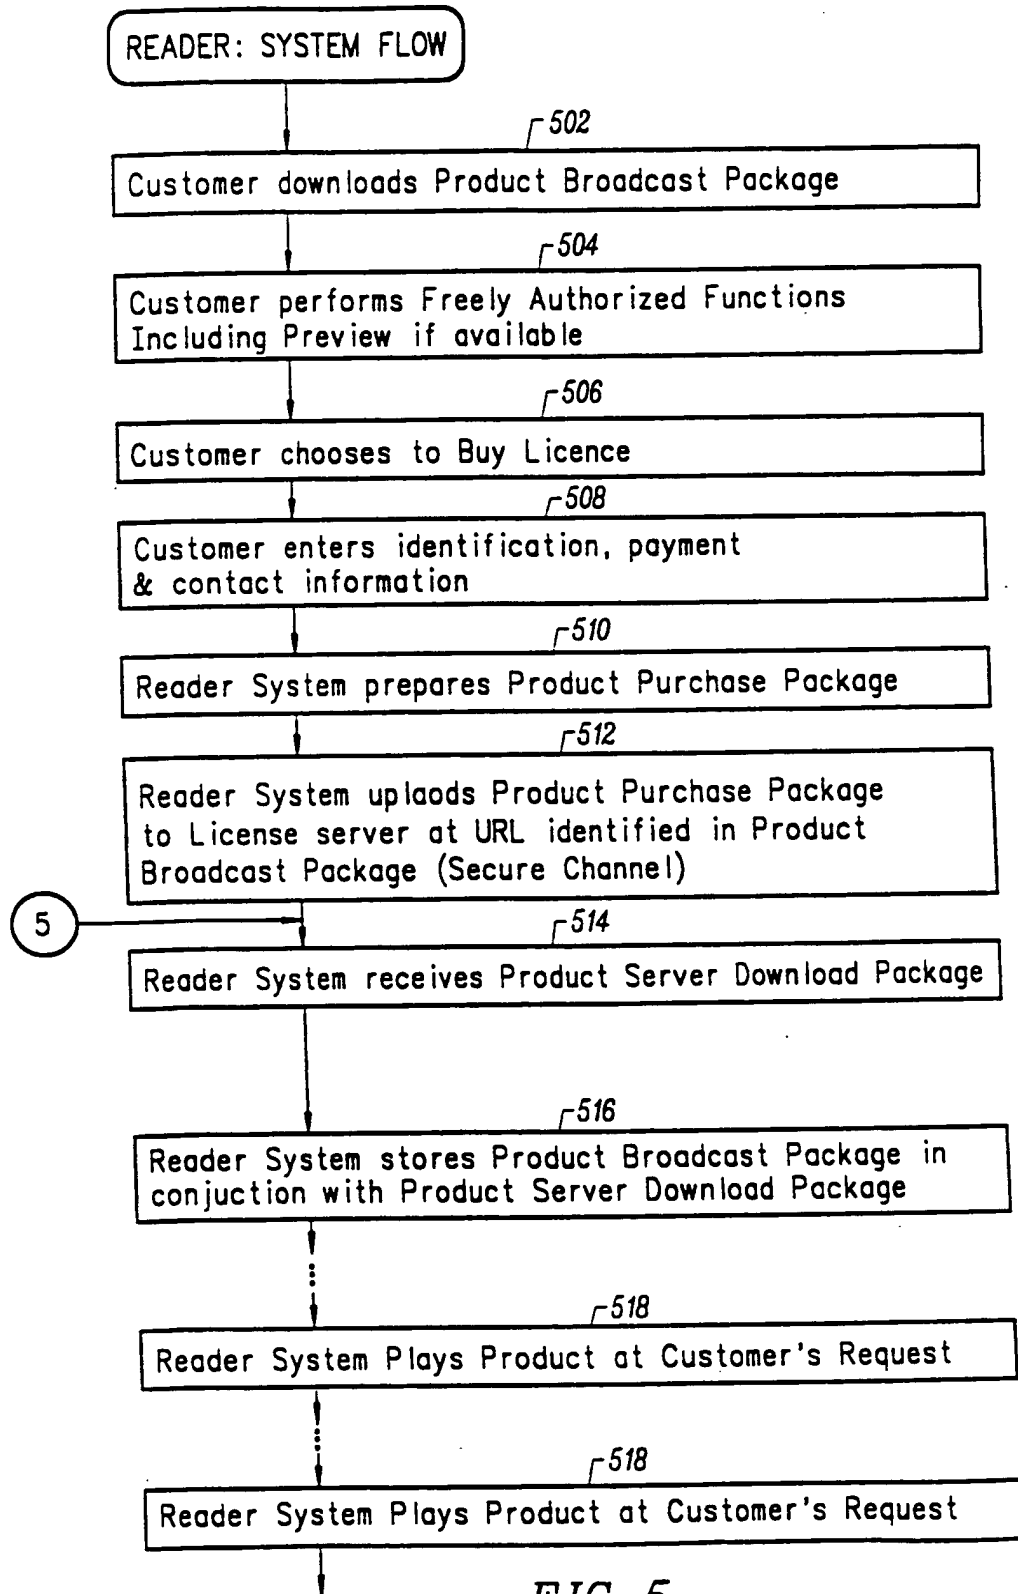 READER: SYSTEM FLOW
502
Customer downloads Product Broadcast Package
504
Customer performs Freely Authorized Functions
Including Preview if available
506
Customer chooses to Buy Licence
508
Customer enters identification, payment
& contact information
510
Reader System prepares Product Purchase Package
512
Reader System uplaods Product Purchase Package
to License server at URL identified in Product
Broadcast Package (Secure Channel)
5
514
Reader System receives Product Server Download Package
516
Reader System stores Product Broadcast Package in
conjuction with Product Server Download Package
518
Reader System Plays Product at Customer's Request
518
Reader System Plays Product at Customer's Request
FIG. 5